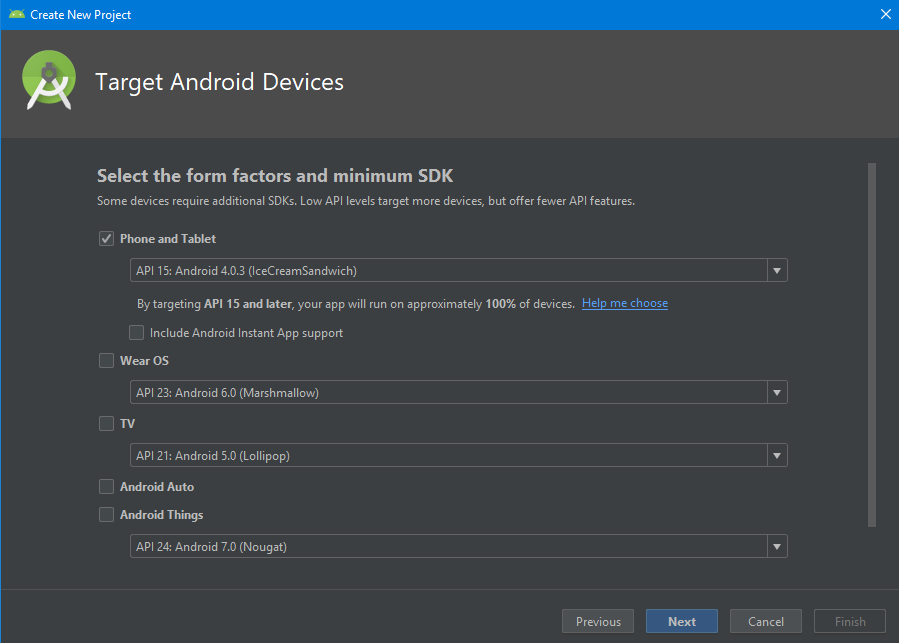 Create New Project
Target Android Devices
Select the form factors and minimum SDK
Some devices require additional SDKs. Low API levels target more devices, but offer fewer API features.
Phone and Tablet
API 15: Android 4.0.3 (IceCreamSandwich)
By targeting API 15 and later, your app will run on approximately 100% of devices. Help me choose
Include Android Instant App support
Wear OS
API 23: Android 6.0 (Marshmallow)
TV
API 21: Android 5.0 (Lollipop)
Android Auto
Android Things
API 24: Android 7.0 (Nougat)
Previous Next Cancel Finish